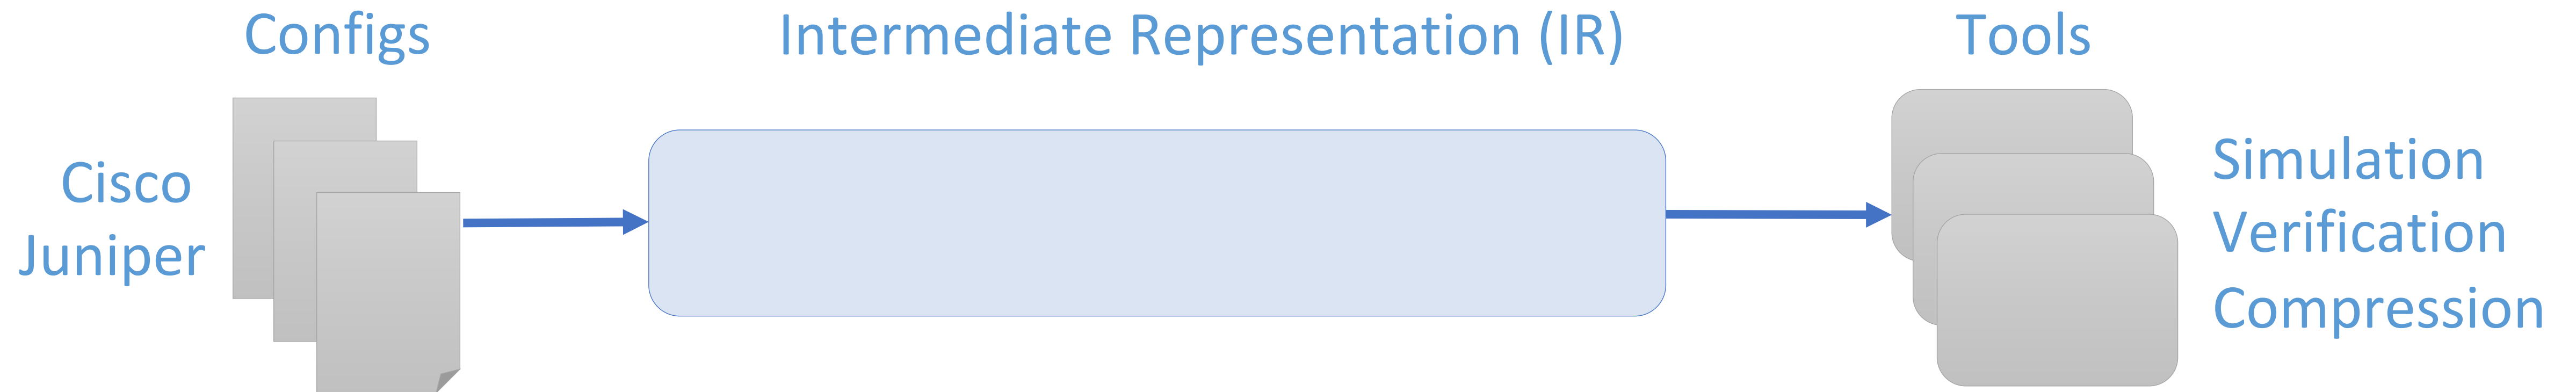 Configs
Intermediate Representation (IR)
Tools
Cisco
Juniper
Simulation
Verification
Compression